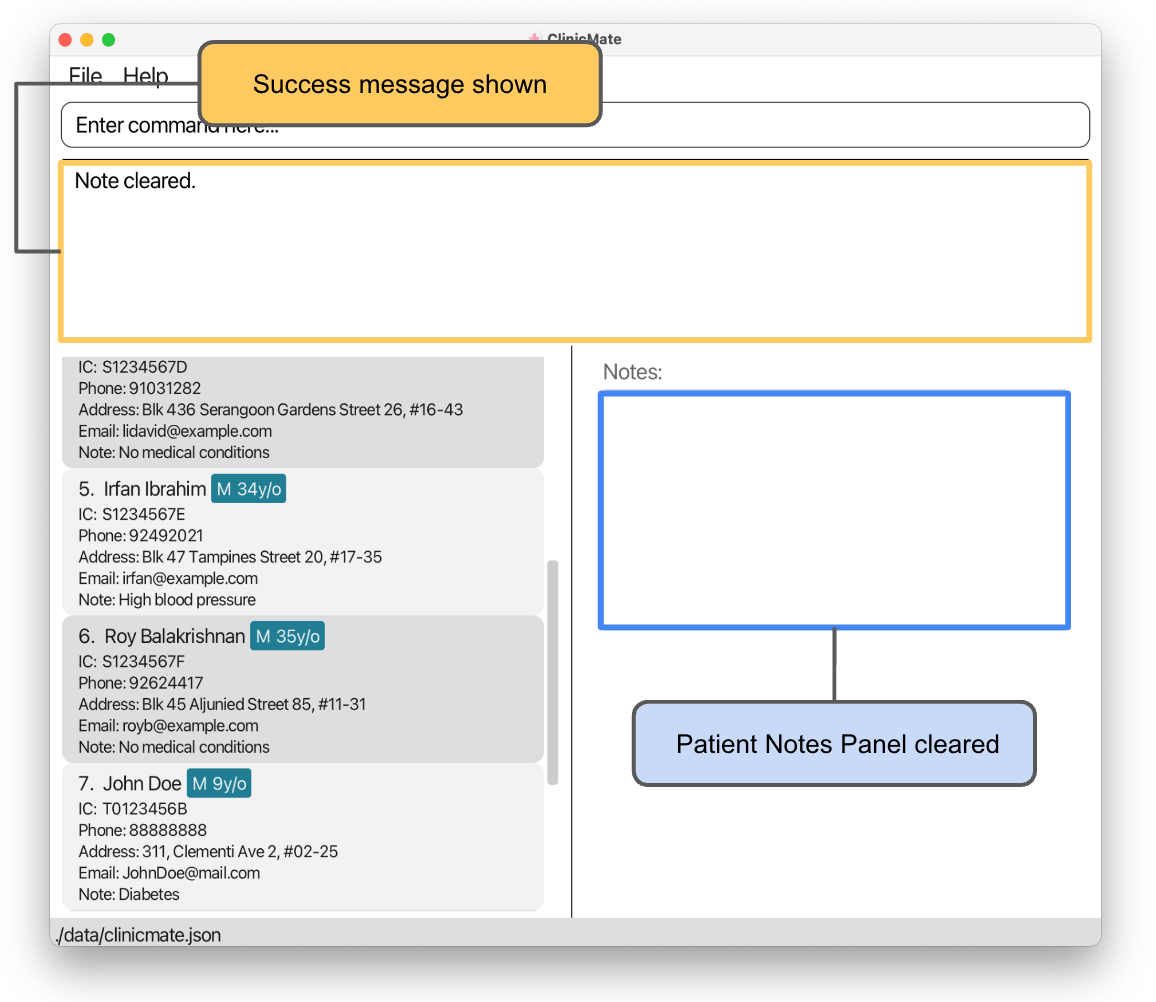 ClinicMate
File Help
Success message shown
Enter command here...
Note cleared.
IC: S1234567D
Phone: 91031282
Address: Blk 436 Serangoon Gardens Street 26, #16-43
Email: lidavid@example.com
Note: No medical conditions
5. Irfan Ibrahim M 34y/o
IC: S1234567E
Phone: 92492021
Address: Blk 47 Tampines Street 20, #17-35
Email: irfan@example.com
Note: High blood pressure
6. Roy Balakrishnan M 35y/o
IC: S1234567F
Phone: 92624417
Address: Blk 45 Aljunied Street 85, #11-31
Email: royb@example.com
Note: No medical conditions
7. John Doe M 9y/o
IC: T0123456B
Phone: 88888888
Address: 311, Clementi Ave 2, #02-25
Email: JohnDoe@mail.com
Note: Diabetes
Notes:
Patient Notes Panel cleared
./data/clinicmate.json